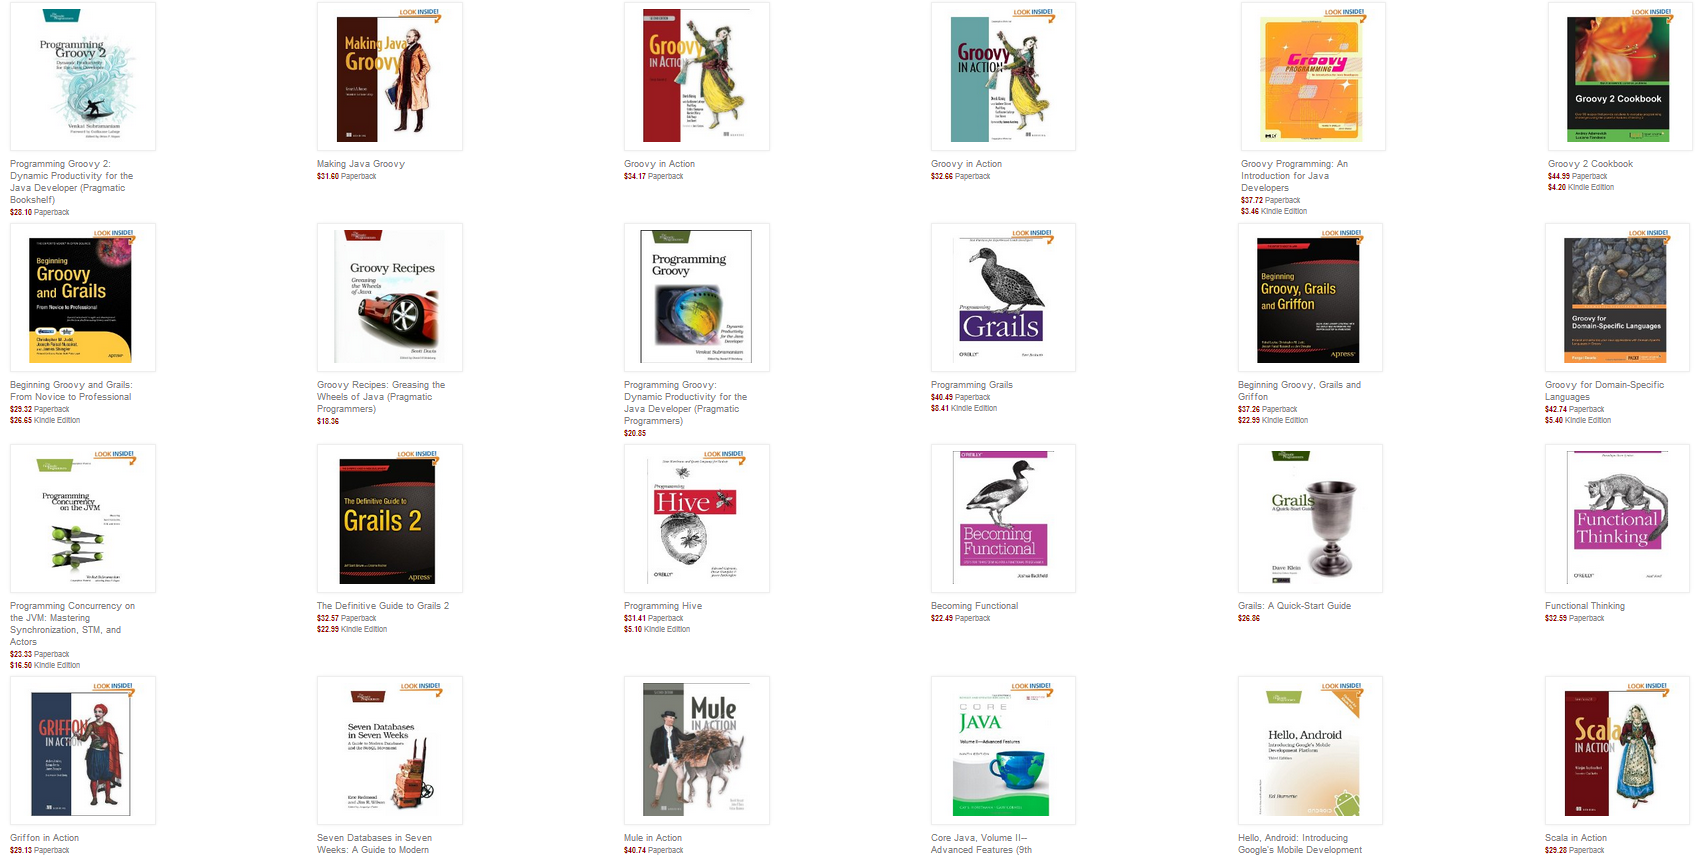 Programming
Groovy 2
Venkat Subramaniam
LOOK INSIDE!
Making Java
Groovy
LOOK INSIDE!
Groovy
IN ACTION
LOOK INSIDE!
Groovy
IN ACTION
LOOK INSIDE!
Groovy
PROGRAMMING
LOOK INSIDE!
Groovy 2 Cookbook
Programming Groovy 2:
Dynamic Productivity for the
Java Developer (Pragmatic
Bookshelf)
$28.10 Paperback
Making Java Groovy
$31.60 Paperback
Groovy in Action
$34.17 Paperback
Groovy in Action
$32.66 Paperback
Groovy Programming: An
Introduction for Java
Developers
$37.72 Paperback
$3.46 Kindle Edition
Groovy 2 Cookbook
$44.99 Paperback
$4.20 Kindle Edition
LOOK INSIDE!
Beginning
Groovy
and Grails
From Novice to Professional
Apress
Groovy Recipes
Greasing
the Wheels
of Java
Scott Davis
Programming
Groovy
Dynamic
Productivity
for the Java
Developer
Venkat Subramaniam
LOOK INSIDE!
Programming
Grails
O'REILLY
LOOK INSIDE!
Beginning
Groovy, Grails
and Griffon
Apress
LOOK INSIDE!
Groovy for
Domain-Specific
Languages
Beginning Groovy and Grails:
From Novice to Professional
$29.32 Paperback
$26.65 Kindle Edition
Groovy Recipes: Greasing the
Wheels of Java (Pragmatic
Programmers)
$18.36
Programming Groovy:
Dynamic Productivity for the
Java Developer (Pragmatic
Programmers)
$20.85
Programming Grails
$40.49 Paperback
$8.41 Kindle Edition
Beginning Groovy, Grails and
Griffon
$37.26 Paperback
$22.99 Kindle Edition
Groovy for Domain-Specific
Languages
$42.74 Paperback
$5.40 Kindle Edition
LOOK INSIDE!
Programming
Concurrency
on the JVM
Venkat Subramaniam
LOOK INSIDE!
The Definitive Guide to
Grails 2
Apress
LOOK INSIDE!
Programming
Hive
O'REILLY
O'REILLY
Becoming
Functional
Joshua Backfield
Grails
A Quick-Start Guide
Dave Klein
Functional
Thinking
O'REILLY
Programming Concurrency on
the JVM: Mastering
Synchronization, STM, and
Actors
$23.33 Paperback
$16.50 Kindle Edition
The Definitive Guide to Grails 2
$32.57 Paperback
$22.99 Kindle Edition
Programming Hive
$31.41 Paperback
$5.10 Kindle Edition
Becoming Functional
$22.49 Paperback
Grails: A Quick-Start Guide
$26.86
Functional Thinking
$32.59 Paperback
LOOK INSIDE!
GRIFFON
IN ACTION
LOOK INSIDE!
Seven Databases
in Seven Weeks
Mule
IN ACTION
LOOK INSIDE!
CORE
JAVA
Volume II—Advanced Features
LOOK INSIDE!
Hello, Android
Introducing Google's Mobile
Development Platform
LOOK INSIDE!
Scala
IN ACTION
Griffon in Action
$29.13 Paperback
Seven Databases in Seven
Weeks: A Guide to Modern
Mule in Action
$40.74 Paperback
Core Java, Volume II--
Advanced Features (9th
Hello, Android: Introducing
Google's Mobile Development
Scala in Action
$29.28 Paperback